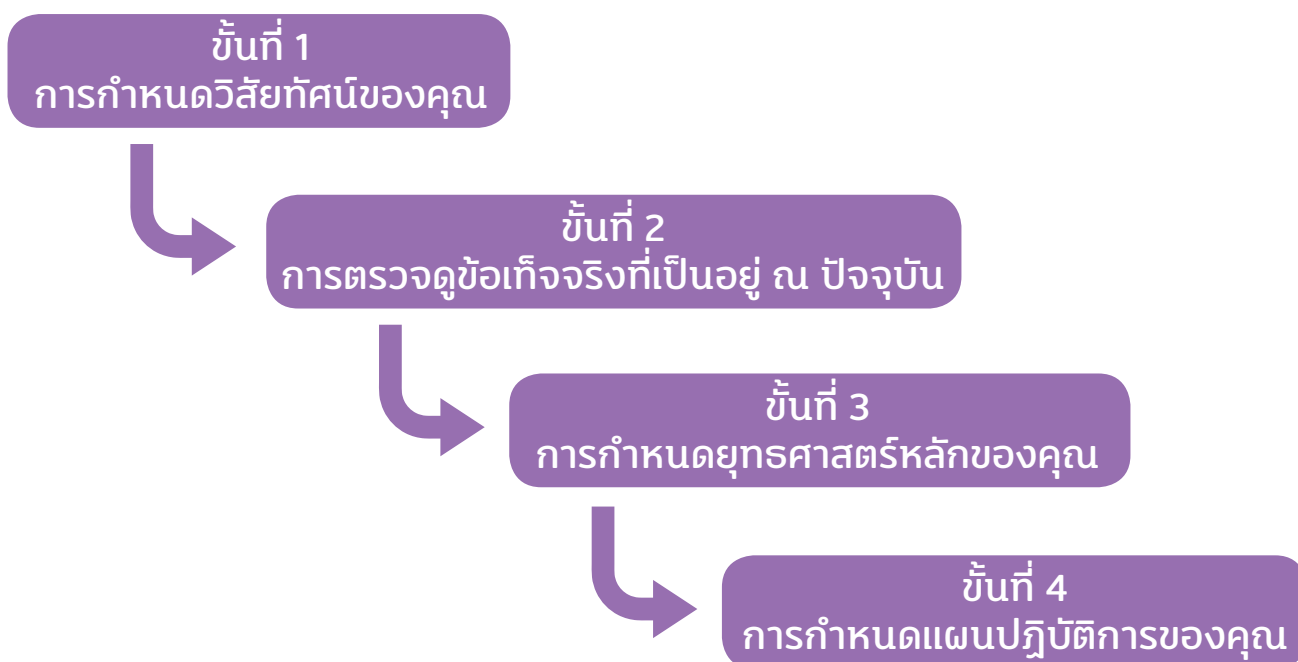 ขั้นที่ 1
การกำหนดวิสัยทัศน์ของคุณ
ขั้นที่ 2
การตรวจดูข้อเท็จจริงที่เป็นอยู่ ณ ปัจจุบัน
ขั้นที่ 3
การกำหนดยุทธศาสตร์หลักของคุณ
ขั้นที่ 4
การกำหนดแผนปฏิบัติการของคุณ